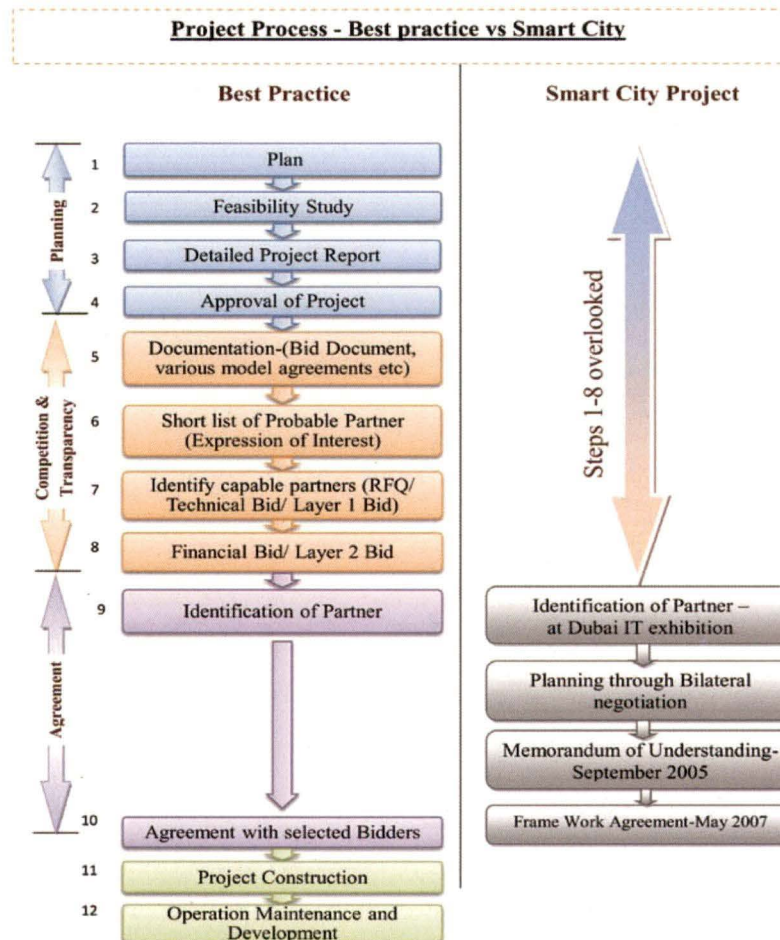 Project Process - Best practice vs Smart City
Best Practice
Smart City Project
Planning
1
Plan
2
Feasibility Study
3
Detailed Project Report
4
Approval of Project
Competition &
Transparency
5
Documentation-(Bid Document,
various model agreements etc)
6
Short list of Probable Partner
(Expression of Interest)
7
Identify capable partners (RFQ/
Technical Bid/ Layer 1 Bid)
8
Financial Bid/ Layer 2 Bid
Agreement
9
Identification of Partner
10
Agreement with selected Bidders
11
Project Construction
12
Operation Maintenance and
Development
Steps 1-8 overlooked
Identification of Partner –
at Dubai IT exhibition
Planning through Bilateral
negotiation
Memorandum of Understanding-
September 2005
Frame Work Agreement-May 2007